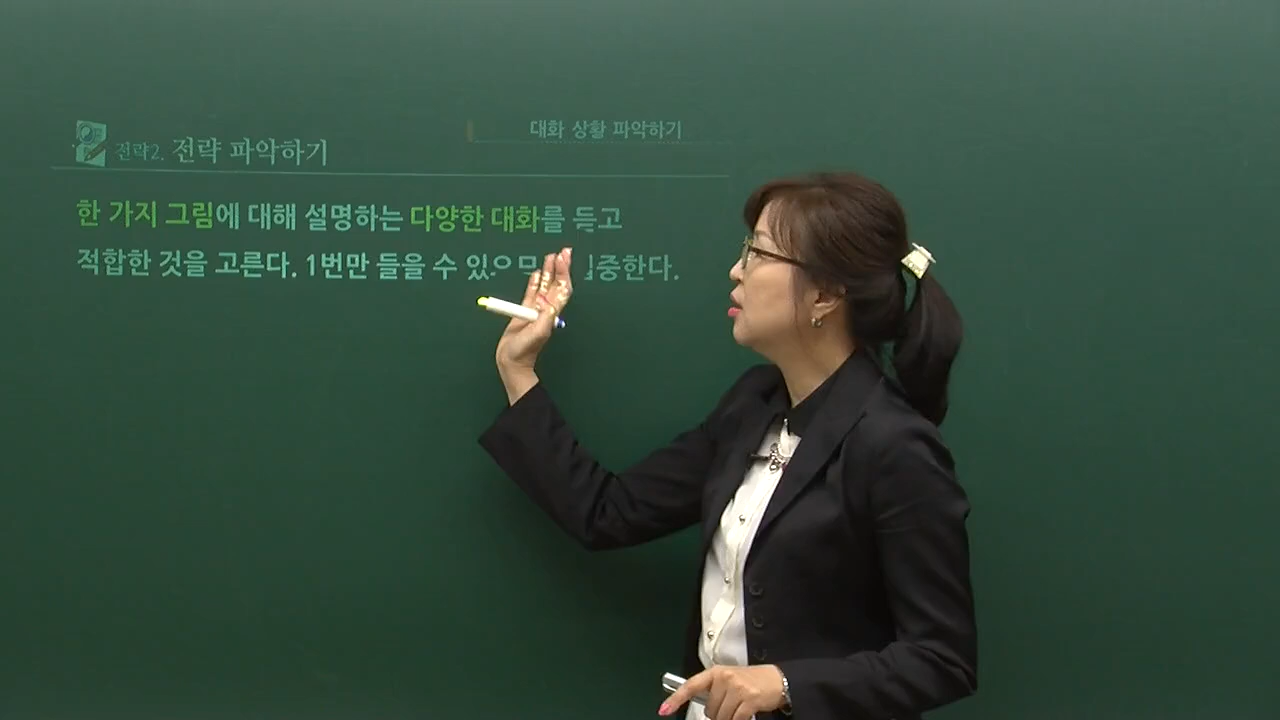 대화 상황 파악하기
전략2. 전략 파악하기
한 가지 그림에 대해 설명하는 다양한 대화를 듣고
적합한 것을 고른다. 1번만 들을 수 집중한다.